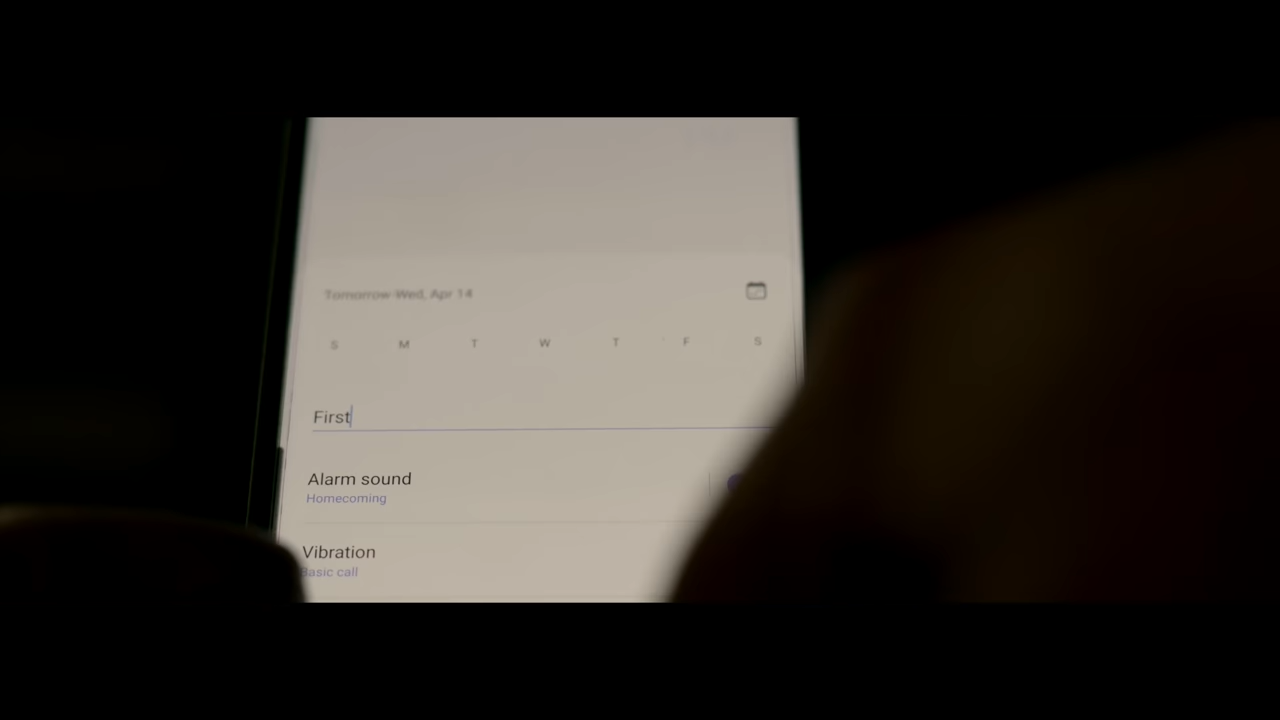 Tomorrow-Wed, Apr 14
S M T W T F S
First
Alarm sound
Homecoming
Vibration
Basic call